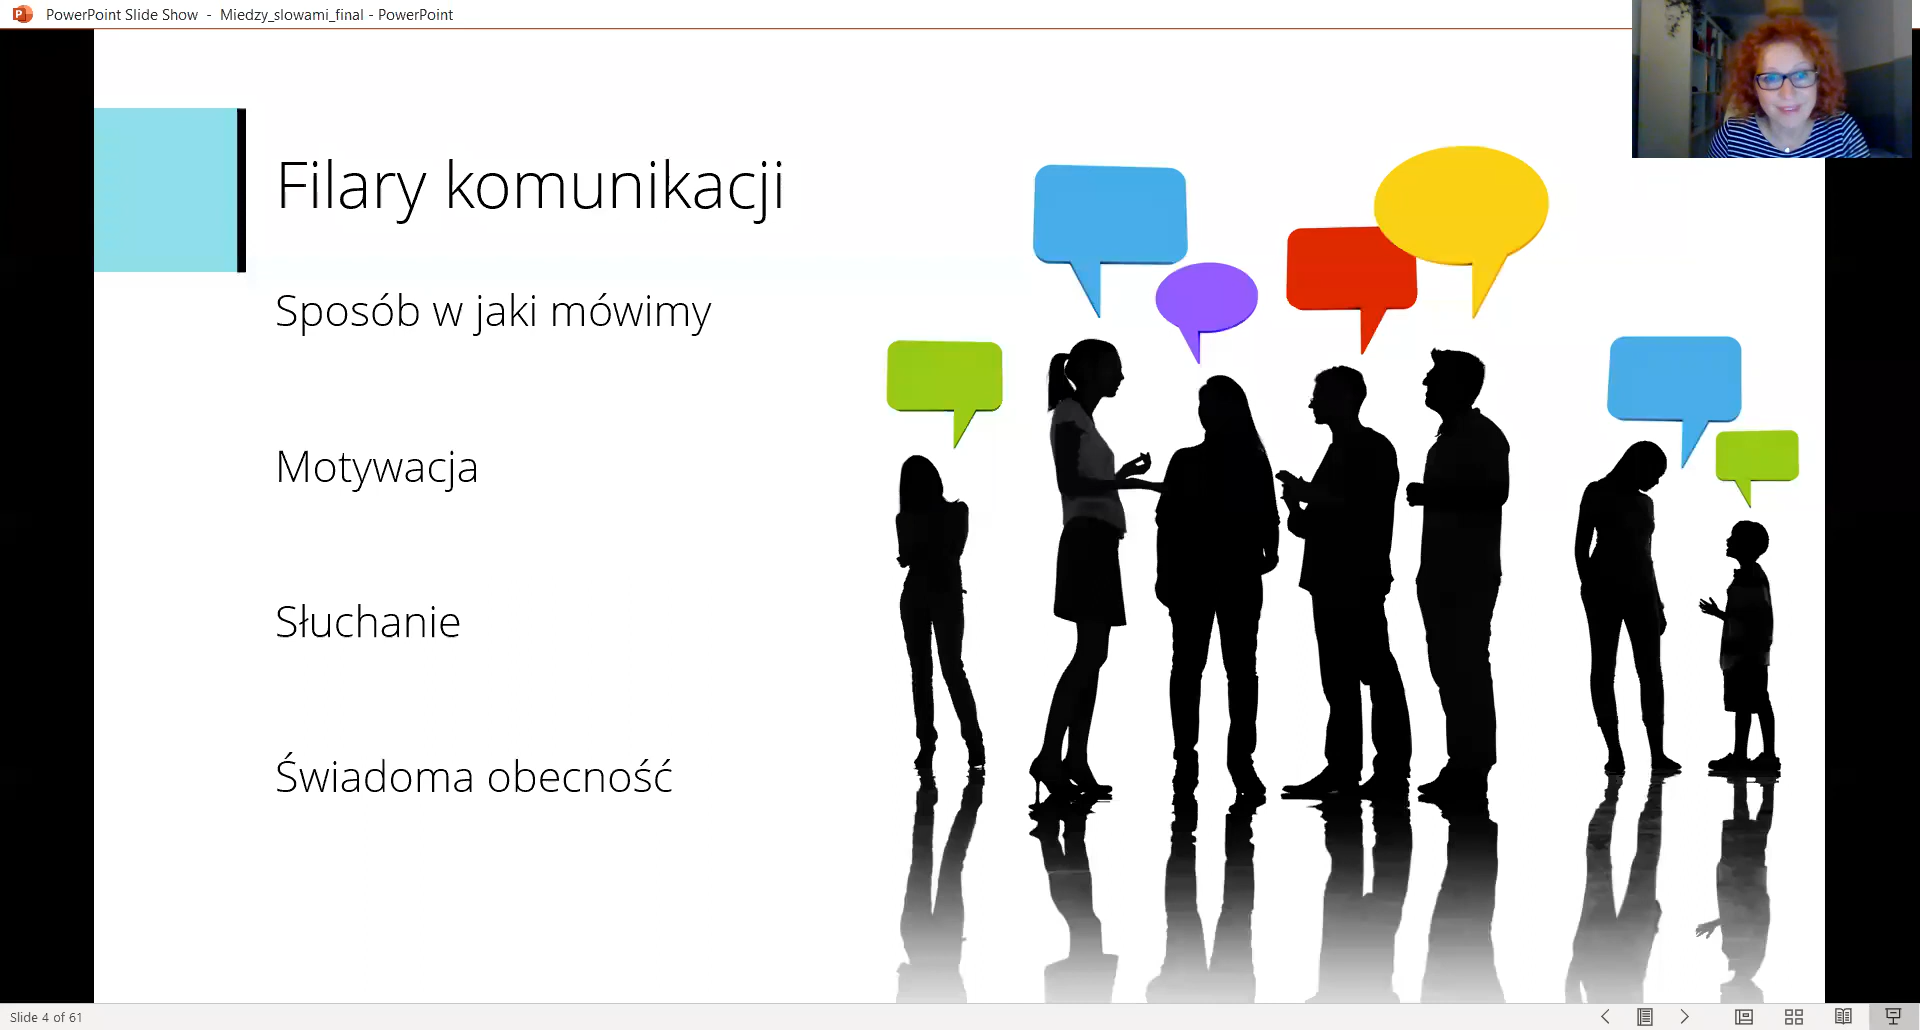 PowerPoint Slide Show - Miedzy_slowami_final - PowerPoint
Filary komunikacji
Sposób w jaki mówimy
Motywacja
Słuchanie
Świadoma obecność
Slide 4 of 61